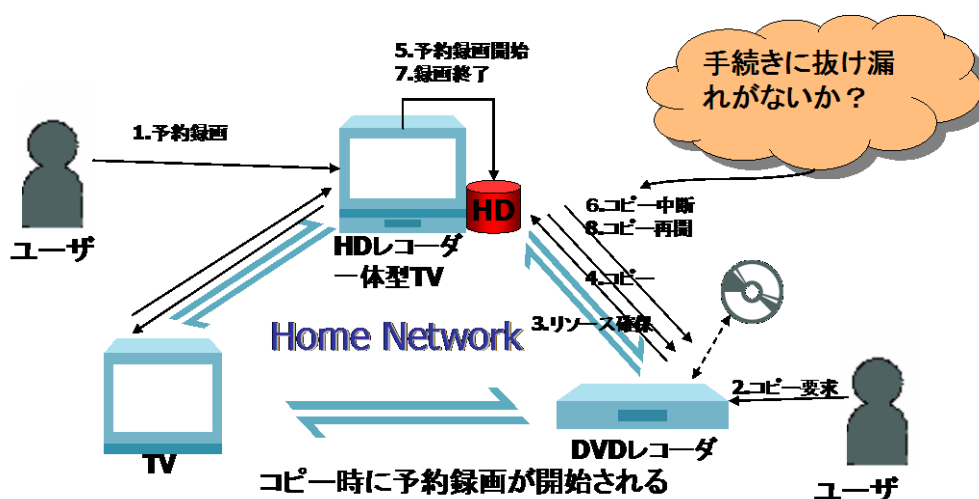 5.予約録画開始
7.録画終了
手続きに抜け漏
れがないか？
1.予約録画
HD
6.コピー中断
8.コピー再開
ユーザ
HDレコーダ
一体型TV
4.コピー
3.リソース確保
Home Network
2.コピー要求
TV
DVDレコーダ
コピー時に予約録画が開始される
ユーザ